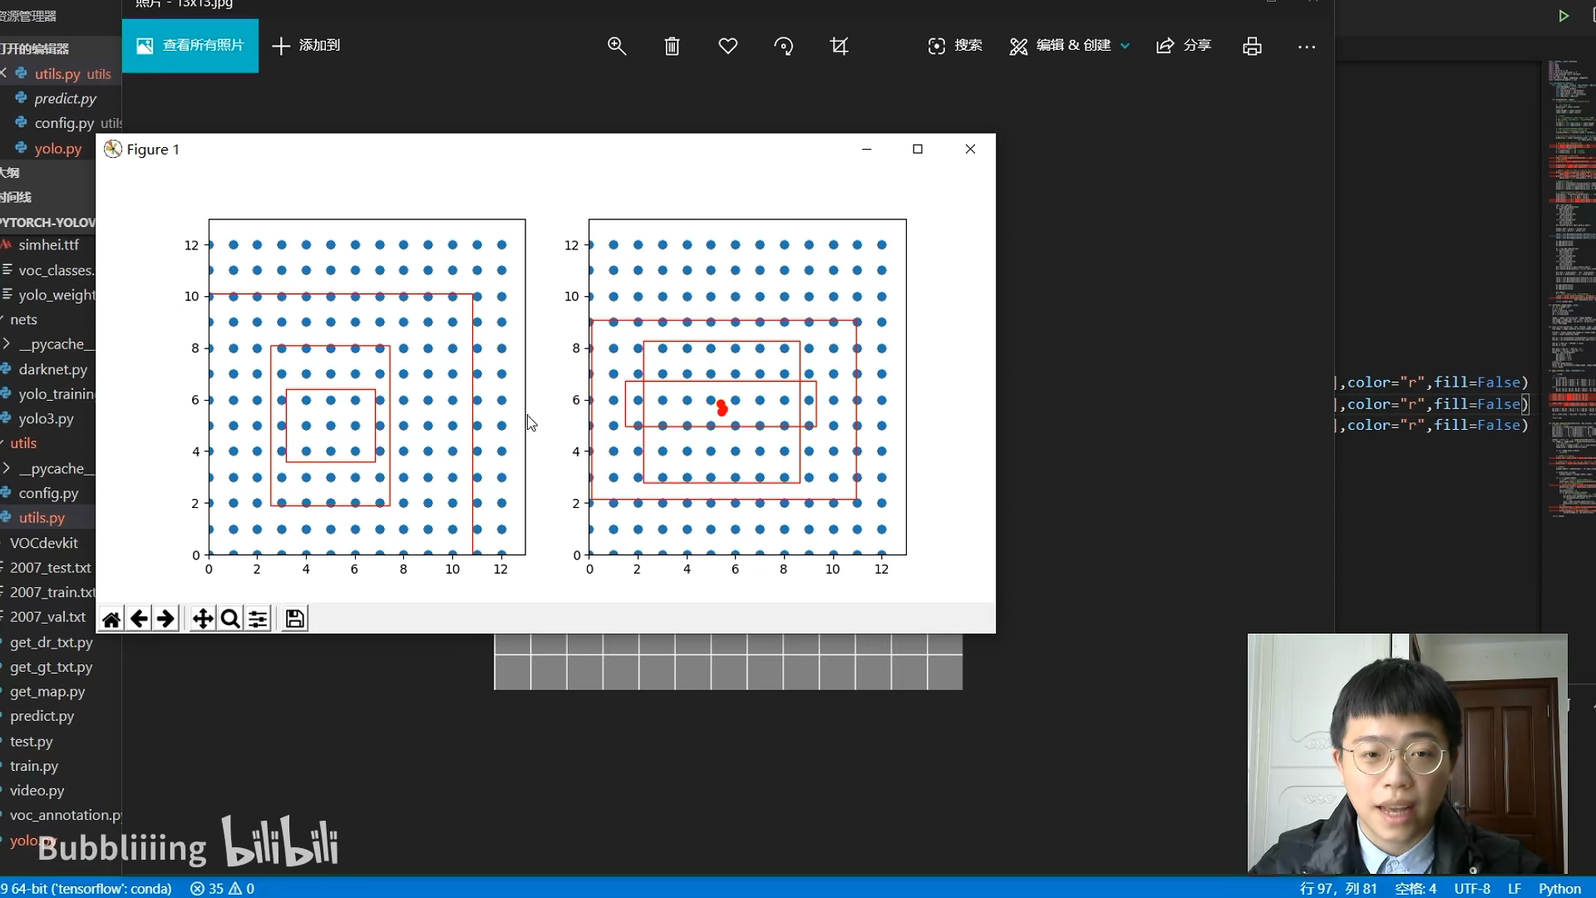 照片 - 13x13.jpg
资源管理器
查看所有照片
添加到
搜索
编辑 & 创建
分享
打开的编辑器
utils.py utils
predict.py
config.py utils
yolo.py
大纲
时间线
PYTORCH-YOLOV
simhei.ttf
voc_classes.
yolo_weight
nets
__pycache__
darknet.py
yolo_training
yolo3.py
utils
__pycache__
config.py
utils.py
VOCdevkit
2007_test.txt
2007_train.txt
2007_val.txt
get_dr_txt.py
get_gt_txt.py
get_map.py
predict.py
test.py
train.py
video.py
voc_annotation.py
yolo.py
Figure 1
12
10
8
6
4
2
0
0 2 4 6 8 10 12
12
10
8
6
4
2
0
0 2 4 6 8 10 12
],color="r",fill=False)
],color="r",fill=False)
],color="r",fill=False)
Bubbliiiing bilibili
9 64-bit ('tensorflow': conda) 35 0
行 97，列 81 空格: 4 UTF-8 LF Python